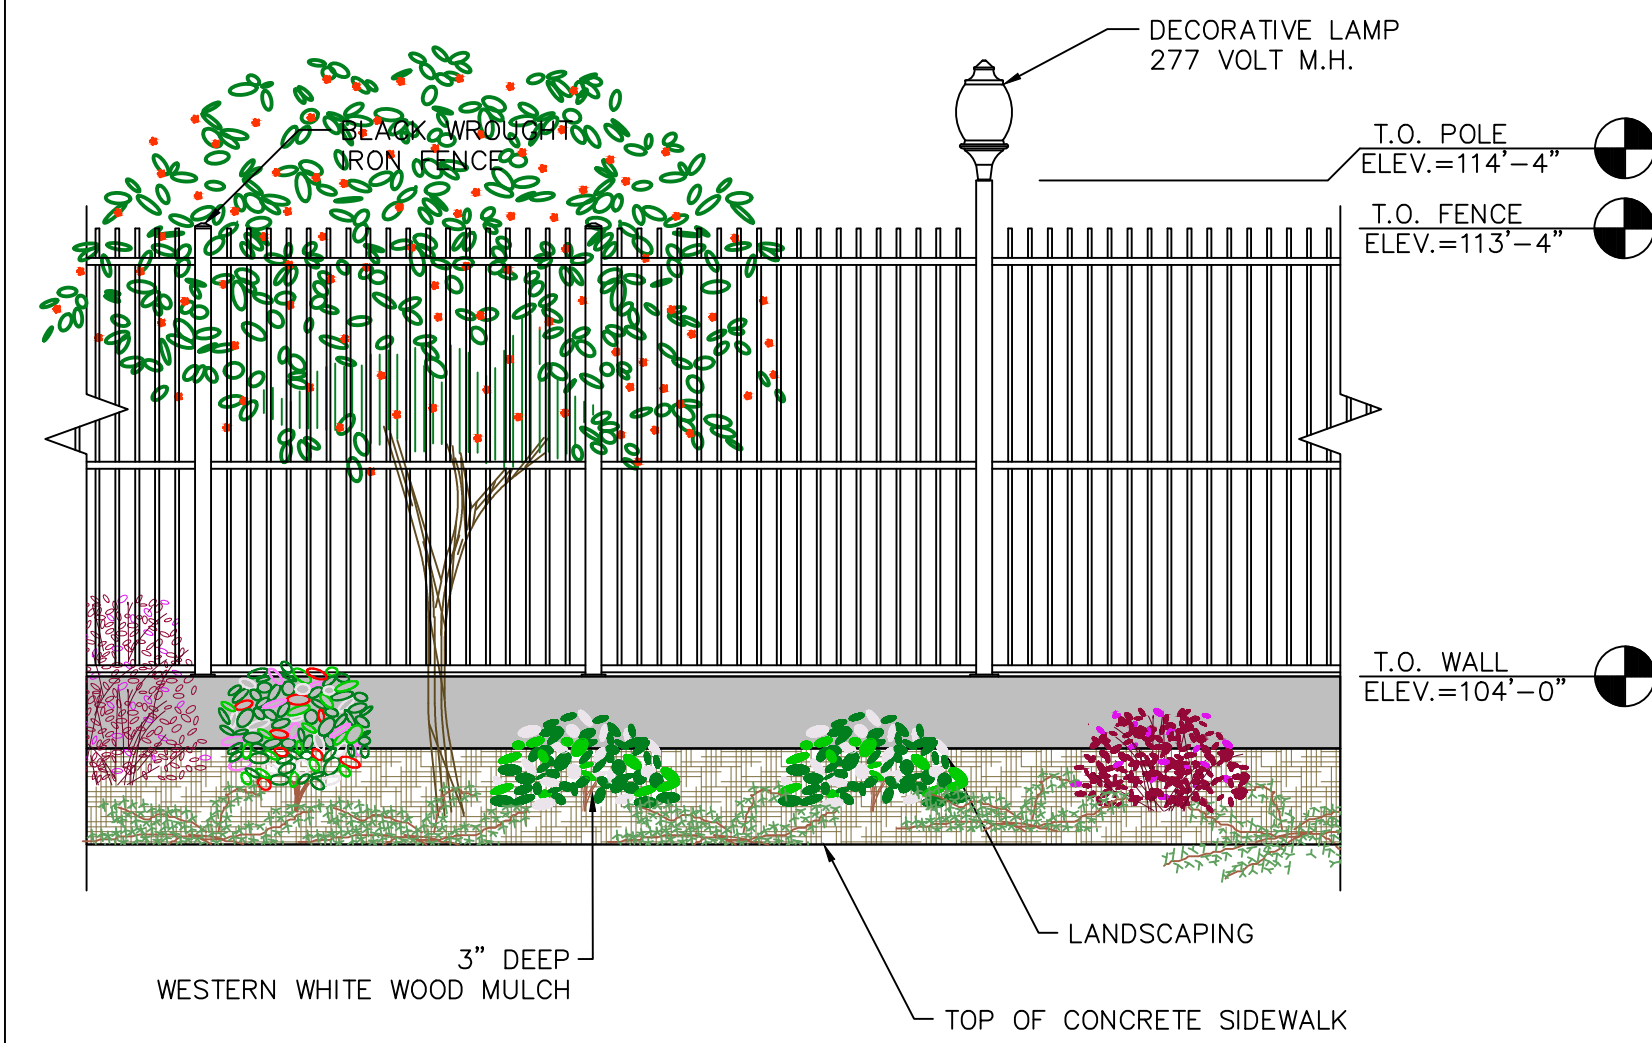 DECORATIVE LAMP
277 VOLT M.H.
BLACK WROUGHT
IRON FENCE
T.O. POLE
ELEV.=114'-4"
T.O. FENCE
ELEV.=113'-4"
T.O. WALL
ELEV.=104'-0"
LANDSCAPING
3" DEEP
WESTERN WHITE WOOD MULCH
TOP OF CONCRETE SIDEWALK